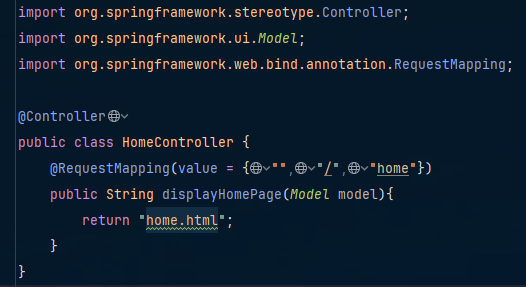 import org.springframework.stereotype.Controller;
import org.springframework.ui.Model;
import org.springframework.web.bind.annotation.RequestMapping;
@Controller
public class HomeController {
@RequestMapping(value = {"","/","home"})
public String displayHomePage(Model model){
return "home.html";
}
}